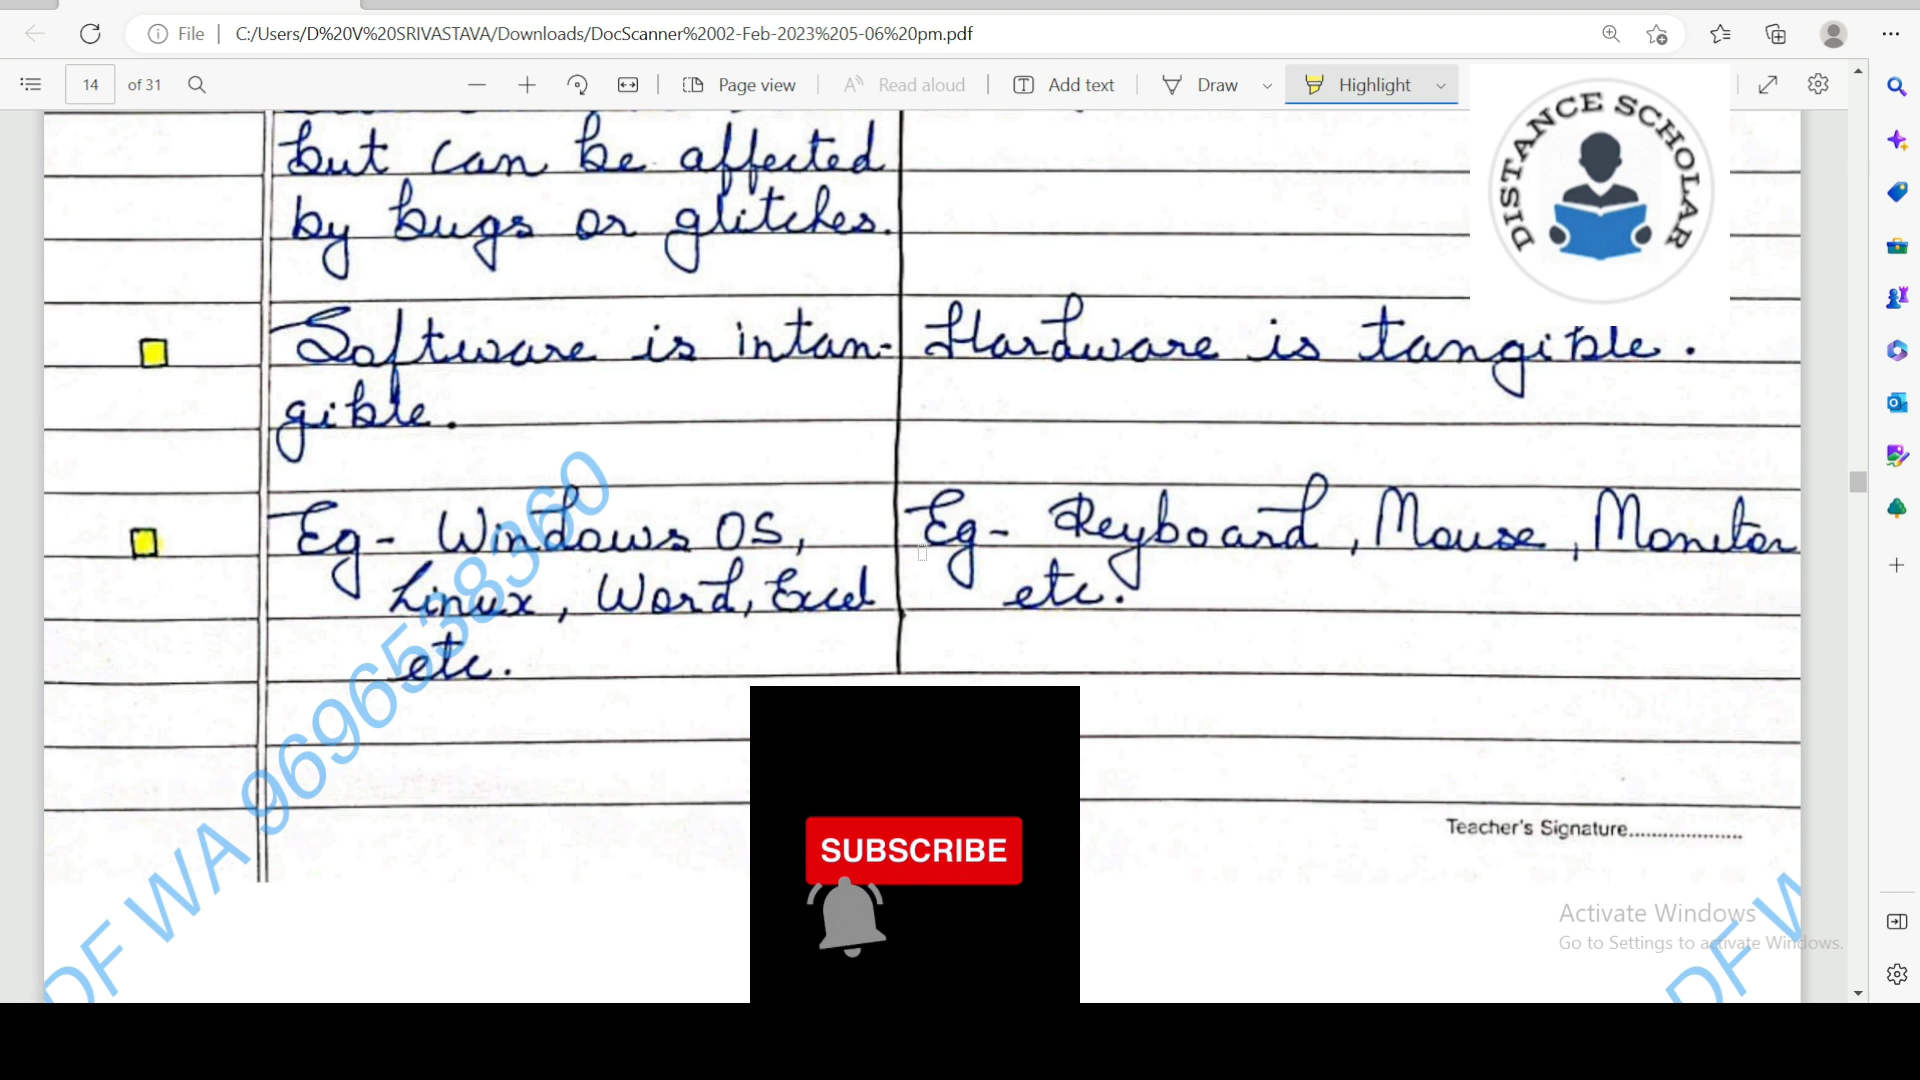 File
C:/Users/D%20V%20SRIVASTAVA/Downloads/DocScanner%2002-Feb-2023%205-06%20pm.pdf
14 of 31
Page view
Read aloud
Add text
Draw
Highlight
DISTANCE SCHOLAR
but can be affected
by bugs or glitches.
Software is intan-
gible.
Hardware is tangible.
Eg- Windows OS,
Linux, Word, Excel
etc.
Eg- Keyboard, Mouse, Monitor
etc.
DF WA 9696538360
SUBSCRIBE
Teacher's Signature...................
Activate Windows
Go to Settings to activate Windows.
DF W